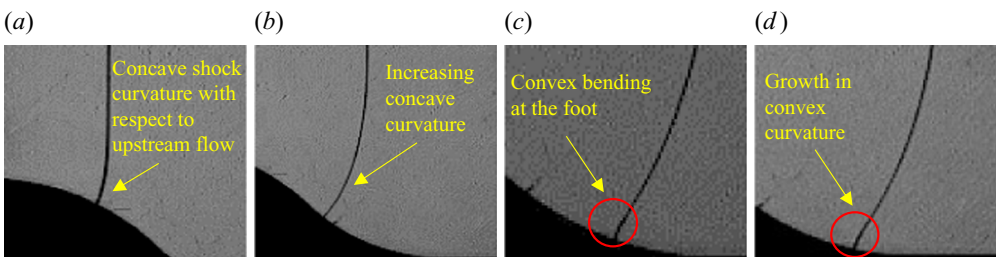 (a)
(b)
(c)
(d)
Concave shock
curvature with
respect to
upstream flow
Increasing
concave
curvature
Convex bending
at the foot
Growth in
convex
curvature